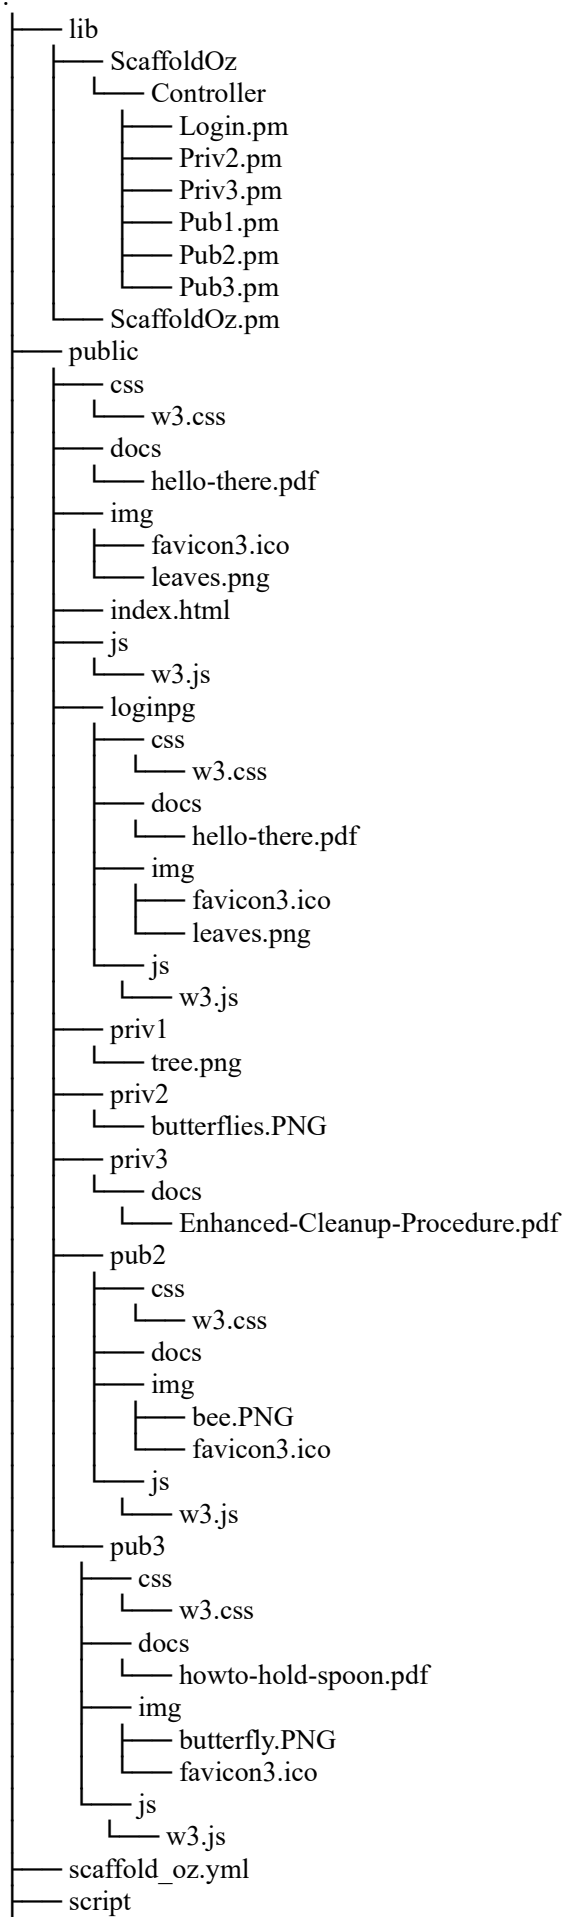 .
lib
ScaffoldOz
Controller
Login.pm
Priv2.pm
Priv3.pm
Pub1.pm
Pub2.pm
Pub3.pm
ScaffoldOz.pm
public
css
w3.css
docs
hello-there.pdf
img
favicon3.ico
leaves.png
index.html
js
w3.js
loginpg
css
w3.css
docs
hello-there.pdf
img
favicon3.ico
leaves.png
js
w3.js
priv1
tree.png
priv2
butterflies.PNG
priv3
docs
Enhanced-Cleanup-Procedure.pdf
pub2
css
w3.css
docs
img
bee.PNG
favicon3.ico
js
w3.js
pub3
css
w3.css
docs
howto-hold-spoon.pdf
img
butterfly.PNG
favicon3.ico
js
w3.js
scaffold_oz.yml
script